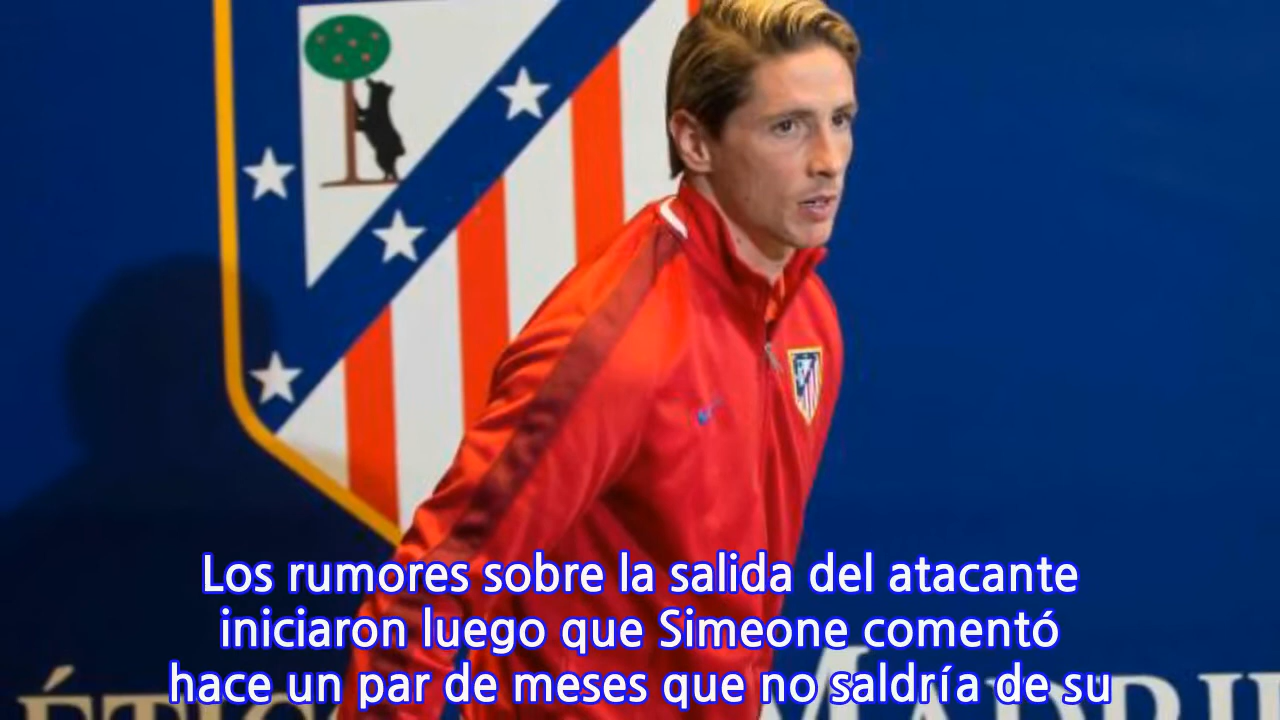 Los rumores sobre la salida del atacante
iniciaron luego que Simeone comentó
hace un par de meses que no saldría de su